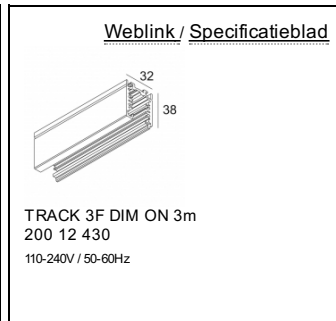 Weblink / Specificatieblad
32
38
TRACK 3F DIM ON 3m
200 12 430
110-240V / 50-60Hz